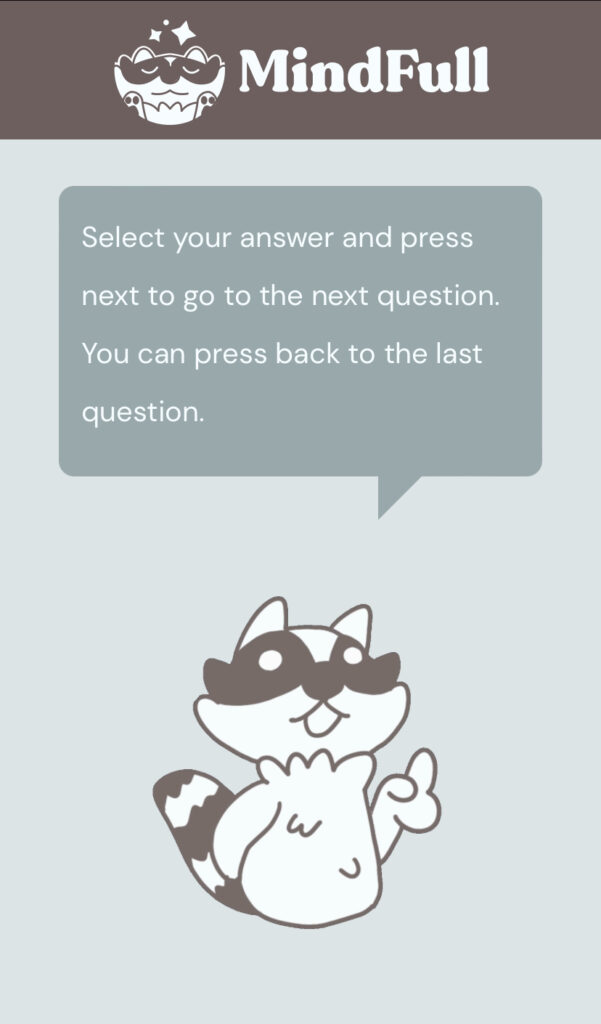 MindFull
Select your answer and press
next to go to the next question.
You can press back to the last
question.